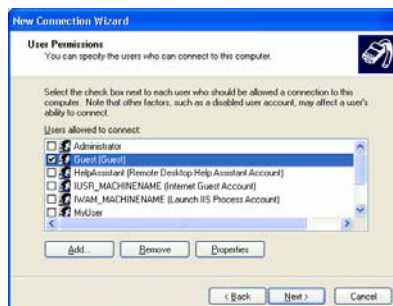 New Connection Wizard
User Permissions
You can specify the users who can connect to this computer.
Select the check box next to each user who should be allowed a connection to this
computer. Note that other factors, such as a disabled user account, may affect a user's
ability to connect.
Users allowed to connect:
Administrator
Guest (Guest)
HelpAssistant (Remote Desktop Help Assistant Account)
IUSR_MACHINENAME (Internet Guest Account)
IWAM_MACHINENAME (Launch IIS Process Account)
MyUser
Add... Remove Properties
< Back Next > Cancel